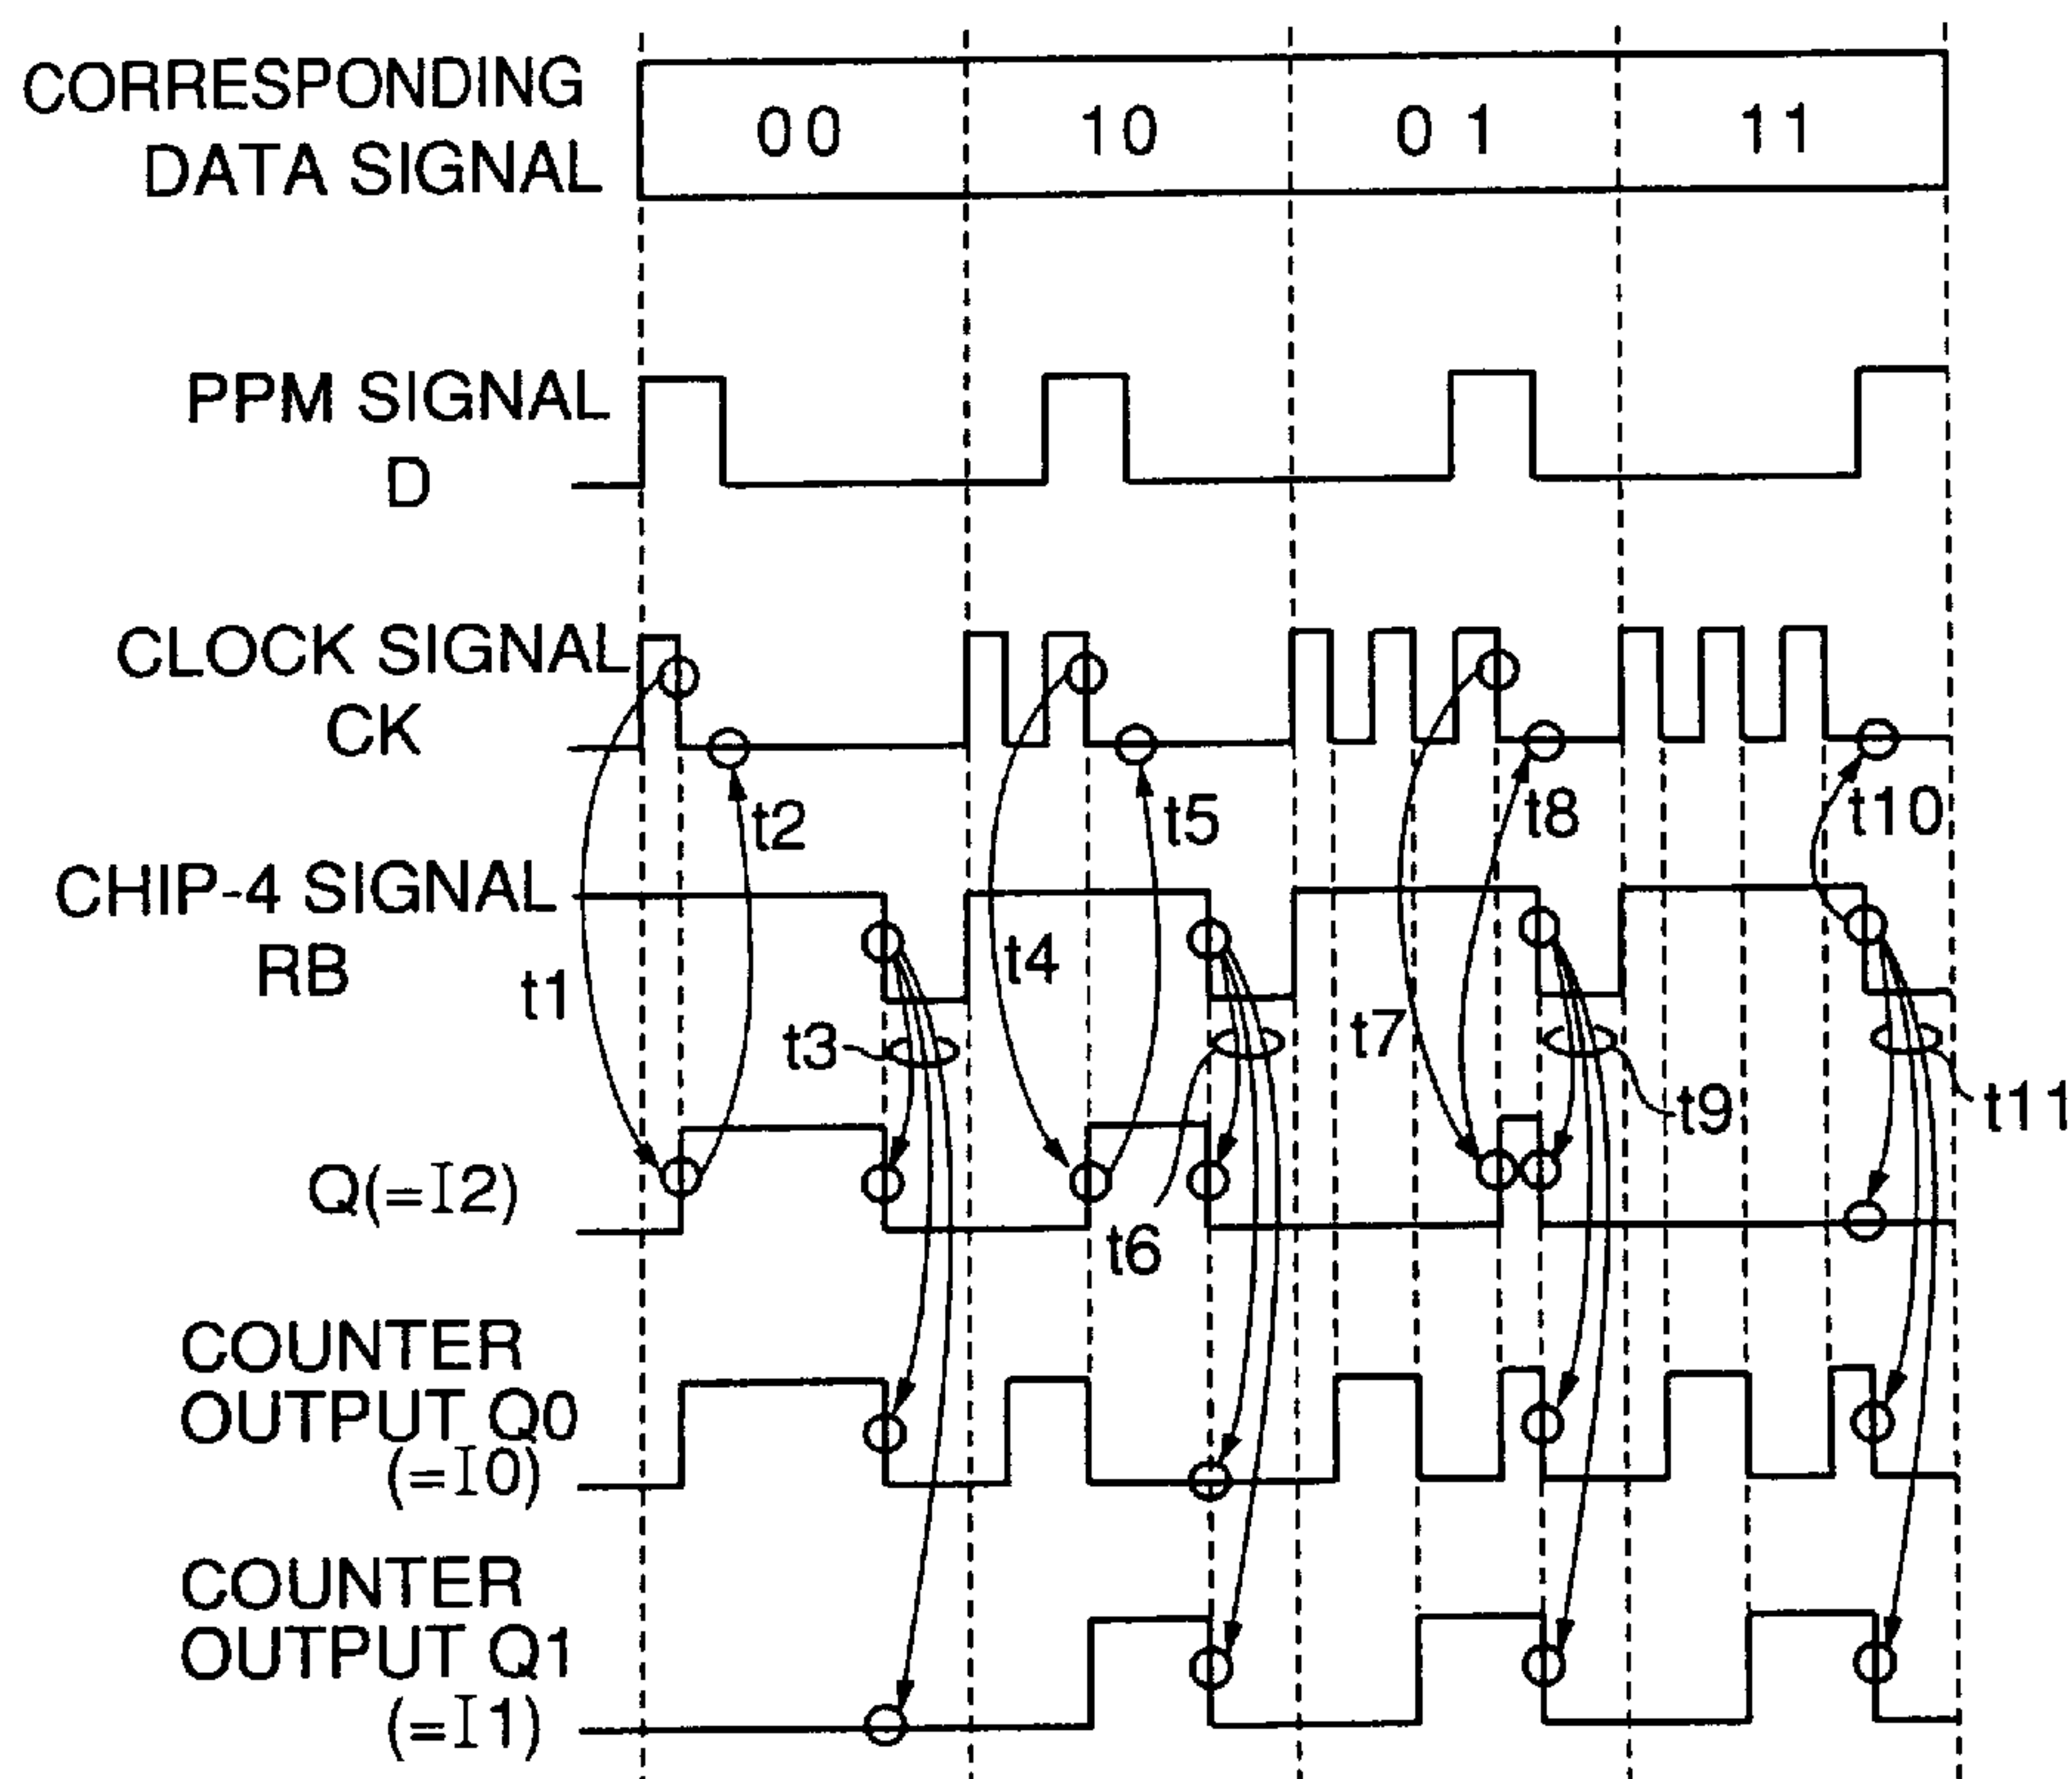 CORRESPONDING
DATA SIGNAL
00
10
01
11
PPM SIGNAL
D
CLOCK SIGNAL
CK
t2
t5
t8
t10
CHIP-4 SIGNAL
RB
t1
t3
t4
t6
t7
t9
t11
Q(=I2)
COUNTER
OUTPUT Q0
(=I0)
COUNTER
OUTPUT Q1
(=I1)